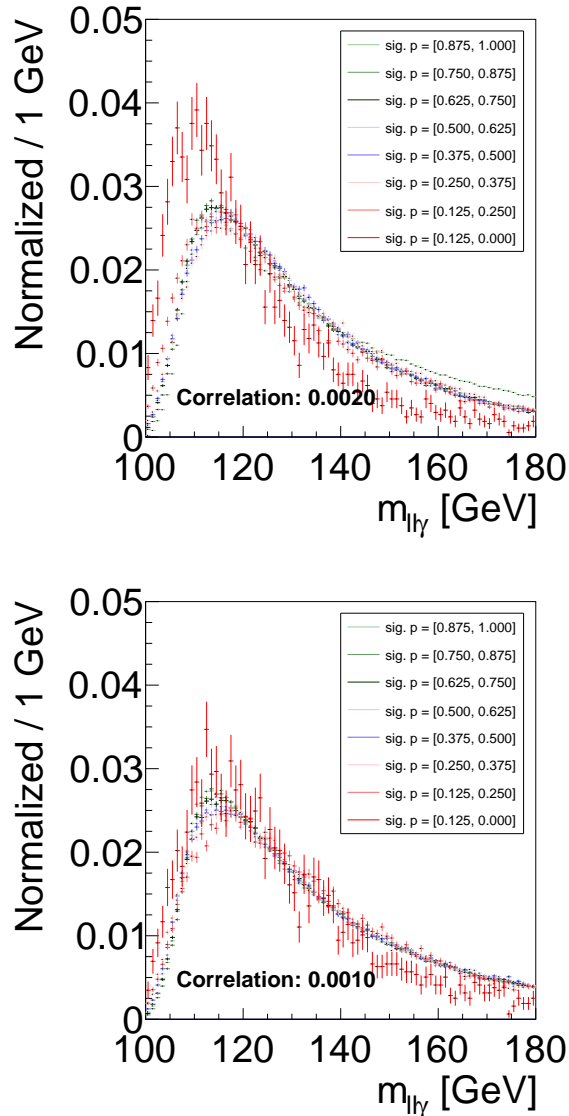 Normalized / 1 GeV
0.05
0.04
0.03
0.02
0.01
0
sig. p = [0.875, 1.000]
sig. p = [0.750, 0.875]
sig. p = [0.625, 0.750]
sig. p = [0.500, 0.625]
sig. p = [0.375, 0.500]
sig. p = [0.250, 0.375]
sig. p = [0.125, 0.250]
sig. p = [0.125, 0.000]
Correlation: 0.0020
100 120 140 160 180
m_llγ [GeV]
Normalized / 1 GeV
0.05
0.04
0.03
0.02
0.01
0
sig. p = [0.875, 1.000]
sig. p = [0.750, 0.875]
sig. p = [0.625, 0.750]
sig. p = [0.500, 0.625]
sig. p = [0.375, 0.500]
sig. p = [0.250, 0.375]
sig. p = [0.125, 0.250]
sig. p = [0.125, 0.000]
Correlation: 0.0010
100 120 140 160 180
m_llγ [GeV]